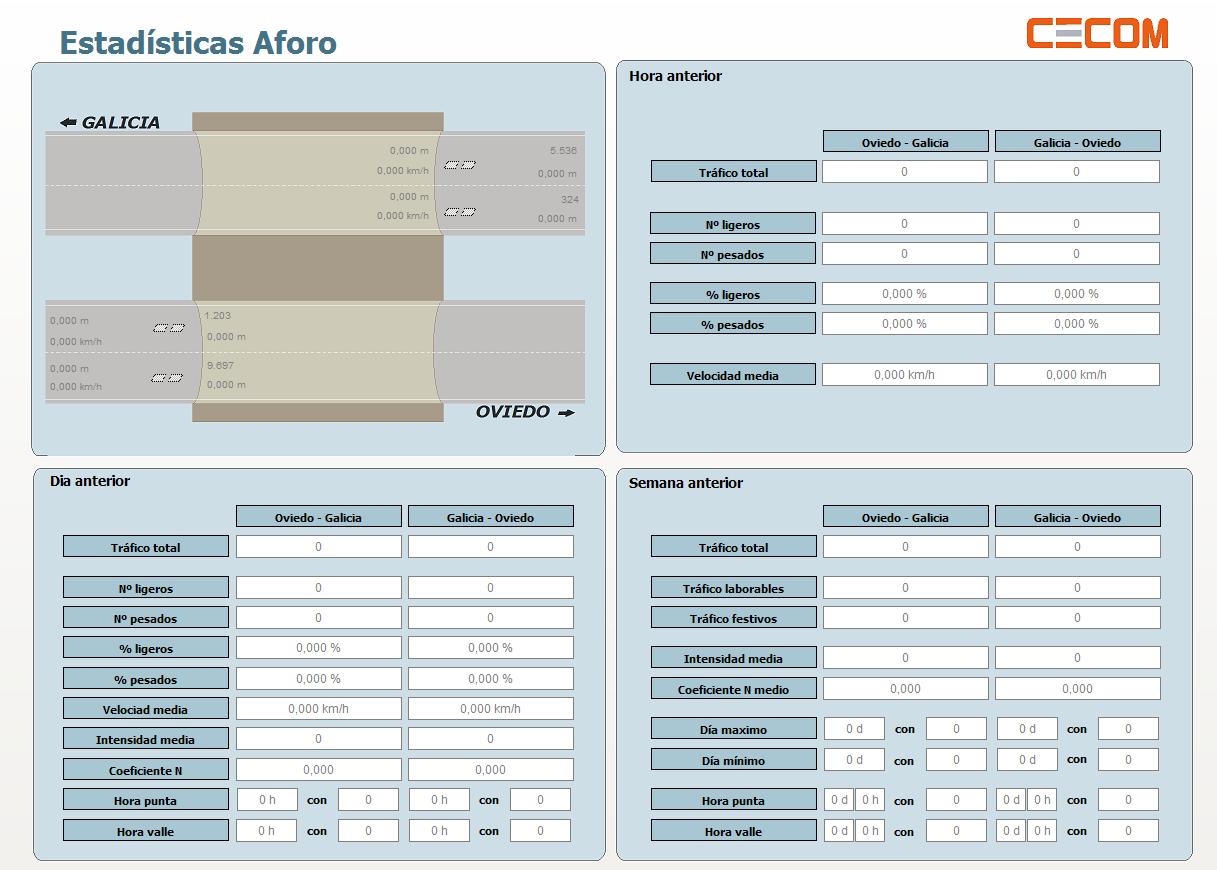 Estadísticas Aforo
CECOM
GALICIA
0,000 m
5.536
0,000 km/h
0,000 m
0,000 m
324
0,000 km/h
0,000 m
0,000 m
1.203
0,000 km/h
0,000 m
0,000 m
9.697
0,000 km/h
0,000 m
OVIEDO
Hora anterior
Oviedo - Galicia Galicia - Oviedo
Tráfico total 0 0
Nº ligeros 0 0
Nº pesados 0 0
% ligeros 0,000 % 0,000 %
% pesados 0,000 % 0,000 %
Velocidad media 0,000 km/h 0,000 km/h
Dia anterior
Oviedo - Galicia Galicia - Oviedo
Tráfico total 0 0
Nº ligeros 0 0
Nº pesados 0 0
% ligeros 0,000 % 0,000 %
% pesados 0,000 % 0,000 %
Velociad media 0,000 km/h 0,000 km/h
Intensidad media 0 0
Coeficiente N 0,000 0,000
Hora punta 0 h con 0 0 h con 0
Hora valle 0 h con 0 0 h con 0
Semana anterior
Oviedo - Galicia Galicia - Oviedo
Tráfico total 0 0
Tráfico laborables 0 0
Tráfico festivos 0 0
Intensidad media 0 0
Coeficiente N medio 0,000 0,000
Día maximo 0 d con 0 0 d con 0
Día mínimo 0 d con 0 0 d con 0
Hora punta 0 d 0 h con 0 0 d 0 h con 0
Hora valle 0 d 0 h con 0 0 d 0 h con 0